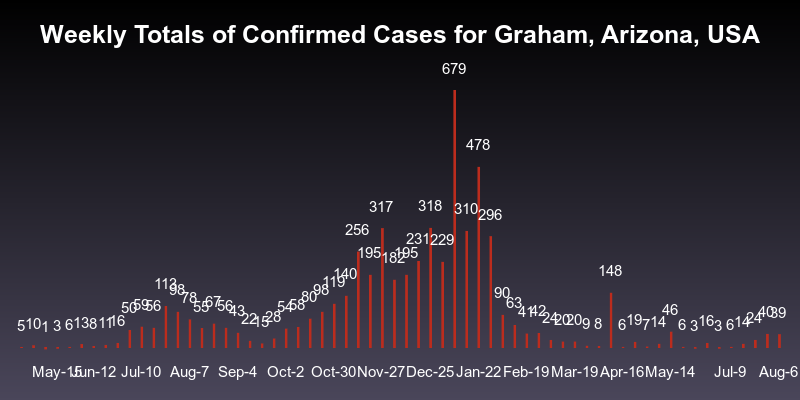 Weekly Totals of Confirmed Cases for Graham, Arizona, USA
679
478
317 318
310 296
256
231 229
195 182 195
148
140
119
113 98 98
90
78 80
50 59 56 55 67 56 54 58 63
43 41 42 46 40 39
22 15 28 24 20 20 19 24
5 10 1 3 6 13 8 11 16 9 8 6 7 14 6 3 16 3 6 14
May-15 Jun-12 Jul-10 Aug-7 Sep-4 Oct-2 Oct-30 Nov-27 Dec-25 Jan-22 Feb-19 Mar-19 Apr-16 May-14 Jul-9 Aug-6